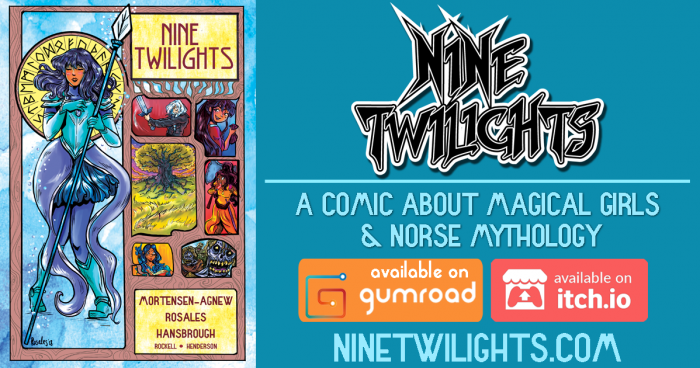 NINE
TWILIGHTS
MORTENSEN-AGNEW
ROSALES
HANSBROUGH
ROCKELL • HENDERSON
NINE
TWILIGHTS
A COMIC ABOUT MAGICAL GIRLS
& NORSE MYTHOLOGY
available on
gumroad
available on
itch.io
NINETWILIGHTS.COM